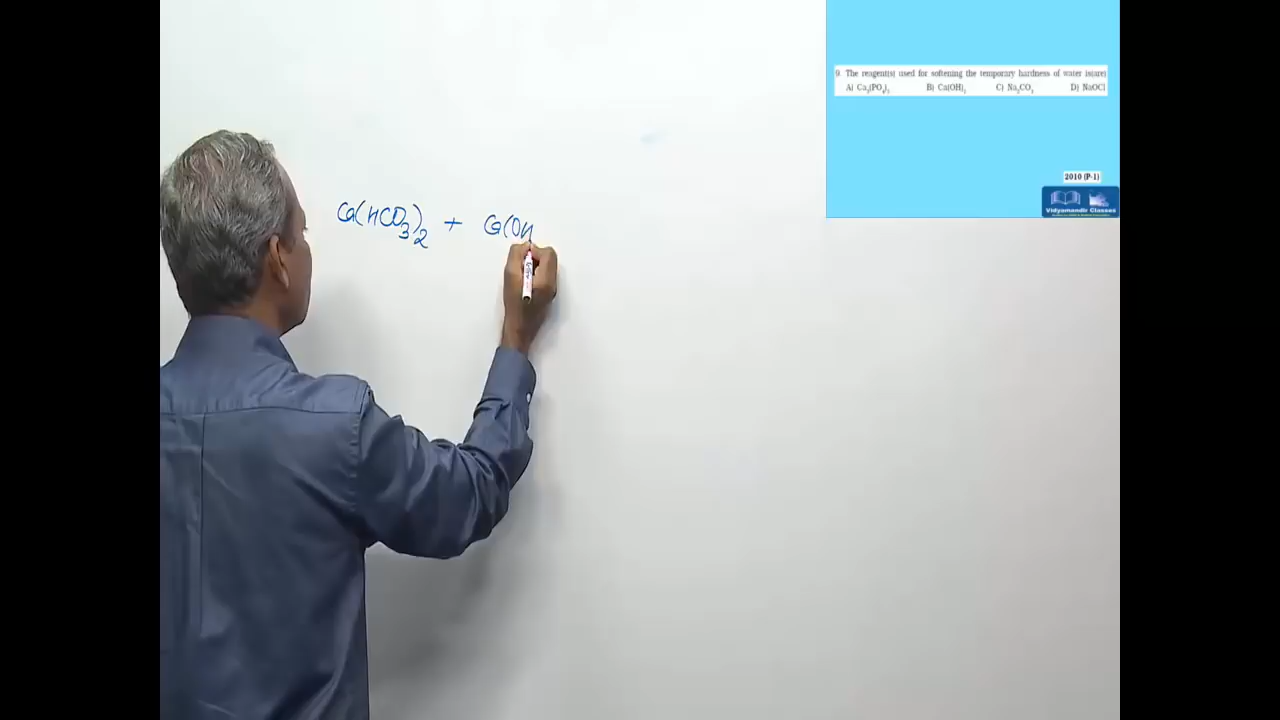 9. The reagent(s) used for softening the temporary hardness of water is(are)
A) Ca₃(PO₄)₂ B) Ca(OH)₂ C) Na₂CO₃ D) NaOCl
2010 (P-1)
Vidyamandir Classes
Ca(HCO₃)₂ + Ca(OH